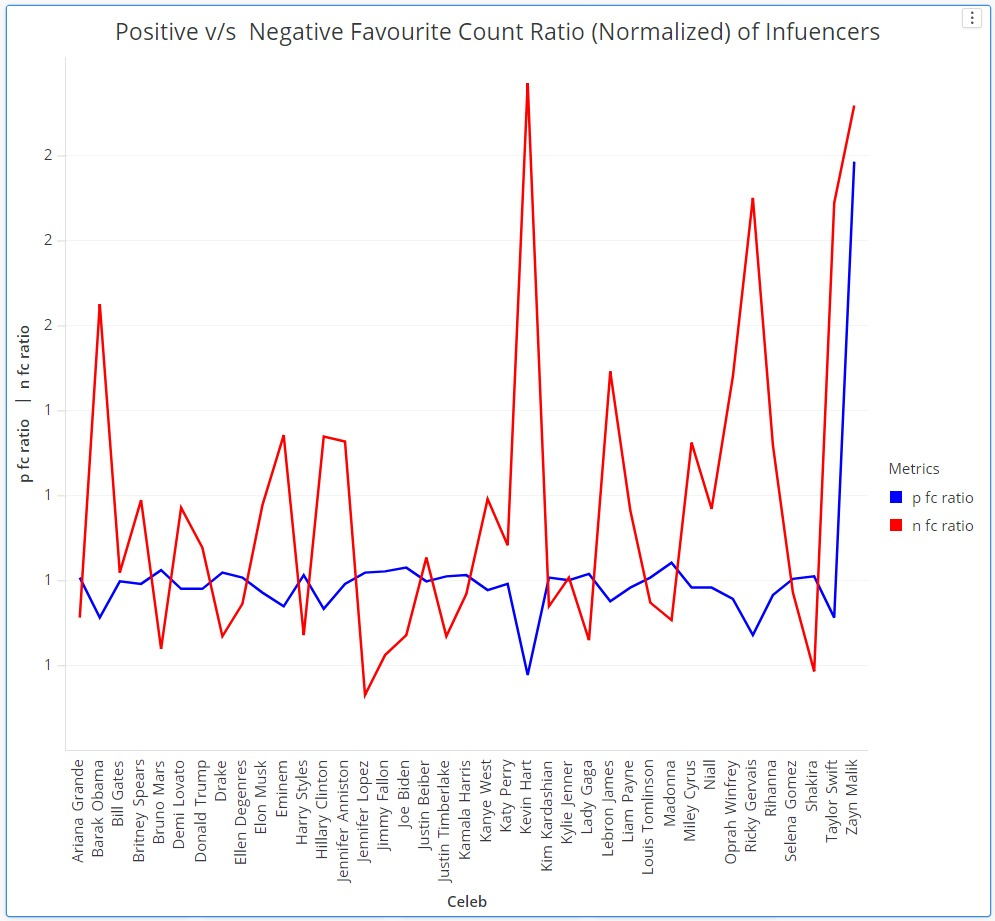 Positive v/s  Negative Favourite Count Ratio (Normalized) of Infuencers
2
2
2
1
1
1
1
p fc ratio | n fc ratio
Metrics
p fc ratio
n fc ratio
Ariana Grande
Barak Obama
Bill Gates
Britney Spears
Bruno Mars
Demi Lovato
Donald Trump
Drake
Ellen Degenres
Elon Musk
Eminem
Harry Styles
Hillary Clinton
Jennifer Anniston
Jennifer Lopez
Jimmy Fallon
Joe Biden
Justin Beiber
Justin Timberlake
Kamala Harris
Kanye West
Katy Perry
Kevin Hart
Kim Kardashian
Kylie Jenner
Lady Gaga
Lebron James
Liam Payne
Louis Tomlinson
Madonna
Miley Cyrus
Niall
Oprah Winfrey
Ricky Gervais
Rihanna
Selena Gomez
Shakira
Taylor Swift
Zayn Malik
Celeb